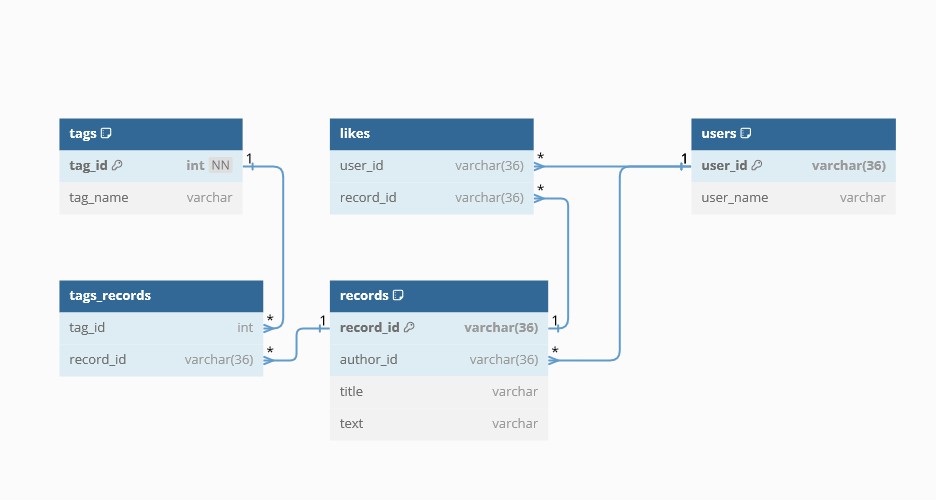 tags
tag_id int NN
tag_name varchar
likes
user_id varchar(36)
record_id varchar(36)
users
user_id varchar(36)
user_name varchar
tags_records
tag_id int
record_id varchar(36)
records
record_id varchar(36)
author_id varchar(36)
title varchar
text varchar
1
*
*
1
*
*
1
*
1